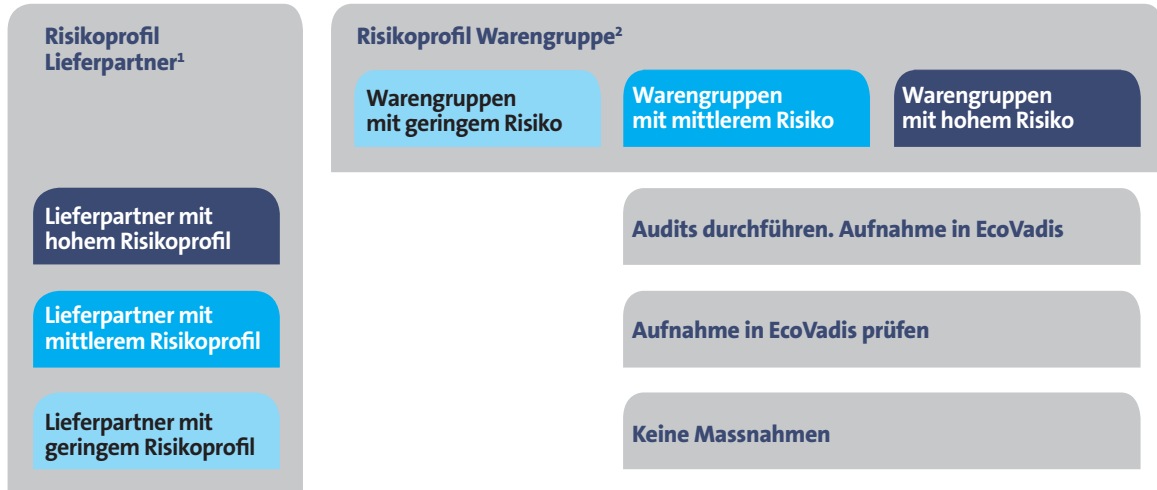 Risikoprofil
Lieferpartner¹
Risikoprofil Warengruppe²
Warengruppen
mit geringem Risiko
Warengruppen
mit mittlerem Risiko
Warengruppen
mit hohem Risiko
Lieferpartner mit
hohem Risikoprofil
Audits durchführen. Aufnahme in EcoVadis
Lieferpartner mit
mittlerem Risikoprofil
Aufnahme in EcoVadis prüfen
Lieferpartner mit
geringem Risikoprofil
Keine Massnahmen